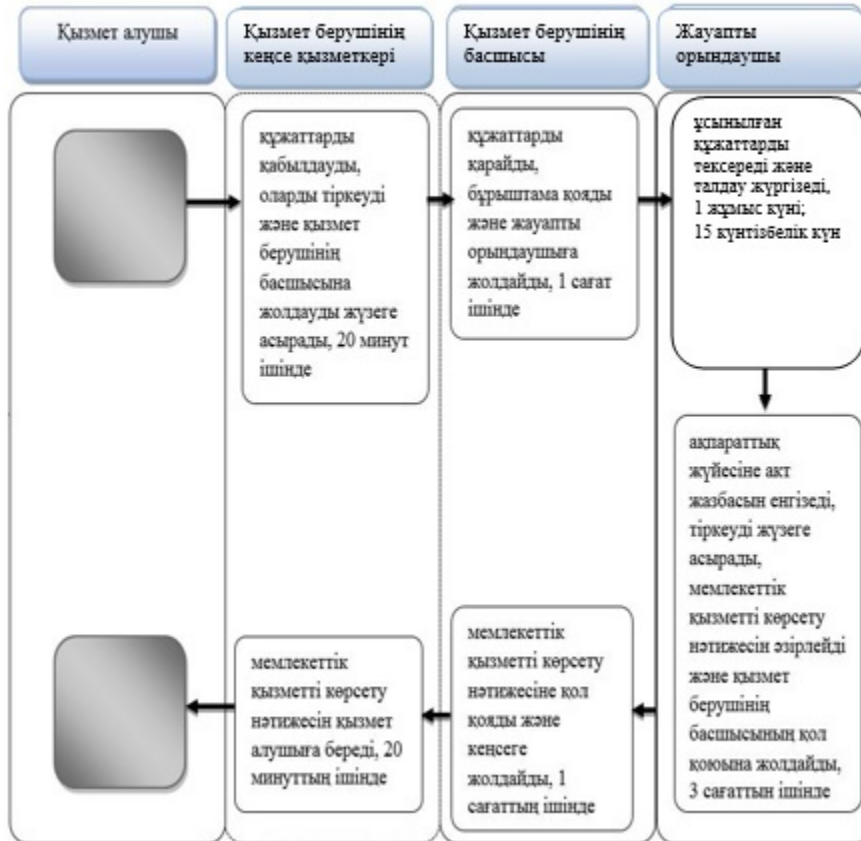 Қызмет алушы
Қызмет берушінің
кеңсе қызметкері
Қызмет берушінің
басшысы
Жауапты
орындаушы
құжаттарды
қабылдауды,
оларды тіркеуді
және қызмет
берушінің
басшысына
жолдауды жүзеге
асырады, 20 минут
ішінде
құжаттарды
қарайды,
бұрыштама қояды
және жауапты
орындаушыға
жолдайды, 1 сағат
ішінде
ұсынылған
құжаттарды
тексереді және
талдау жүргізеді,
1 жұмыс күні;
15 күнтізбелік күн
ақпараттық
жүйесіне акт
жазбасын енгізеді,
тіркеуді жүзеге
асырады,
мемлекеттік
қызметті көрсету
нәтижесін әзірлейді
және қызмет
берушінің
басшысының қол
қоюына жолдайды,
3 сағаттын ішінде
мемлекеттік
қызметті көрсету
нәтижесіне қол
қояды және
кеңсеге
жолдайды, 1
сағаттың ішінде
мемлекеттік
қызметті көрсету
нәтижесін қызмет
алушыға береді, 20
минуттың ішінде